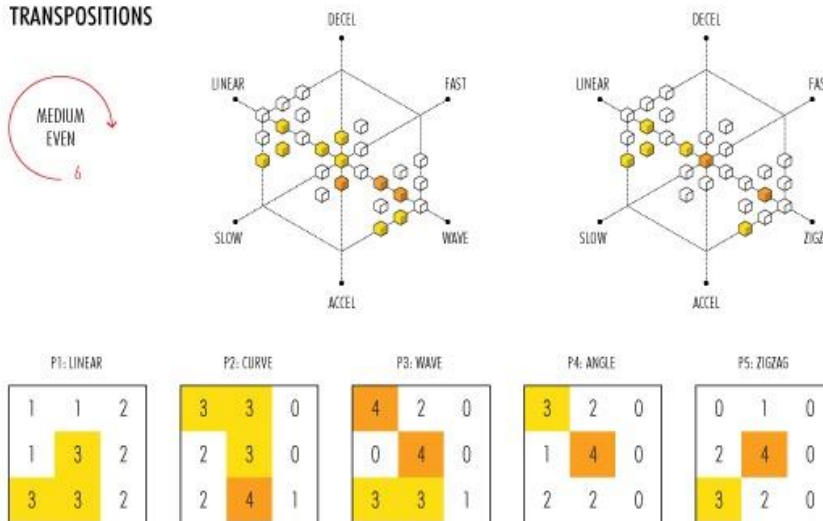 TRANSPOSITIONS
MEDIUM
EVEN
6
DECEL
LINEAR
FAST
SLOW
WAVE
ACCEL
DECEL
LINEAR
SLOW
ACCEL
P1: LINEAR
P2: CURVE
P3: WAVE
P4: ANGLE
P5: ZIGZAG
1 1 2
1 3 2
3 3 2
3 3 0
2 3 0
2 4 1
4 2 0
0 4 0
3 3 1
3 2 0
1 4 0
2 2 0
0 1 0
2 4 0
3 2 0